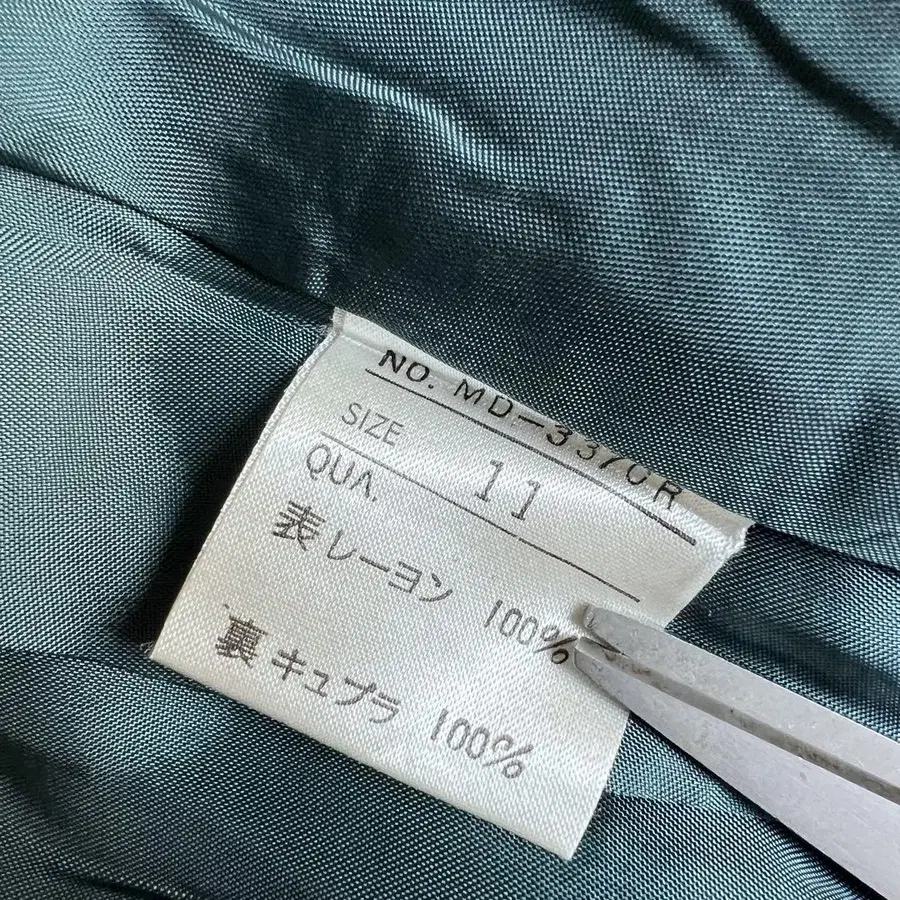 NO. MD-3370R
SIZE 11
QUA.
表 レーヨン 100%
裏 キュプラ 100%